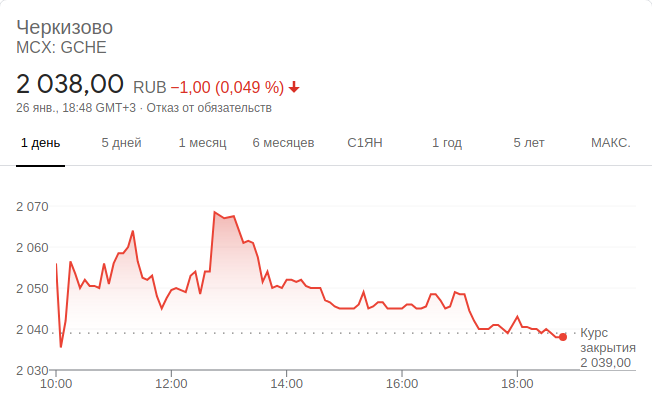 Черкизово
MCX: GCHE
2 038,00 RUB −1,00 (0,049 %)
26 янв., 18:48 GMT+3 · Отказ от обязательств
1 день 5 дней 1 месяц 6 месяцев С1ЯН 1 год 5 лет МАКС.
2 070
2 060
2 050
2 040
Курс
закрытия
2 039,00
2 030
10:00 12:00 14:00 16:00 18:00